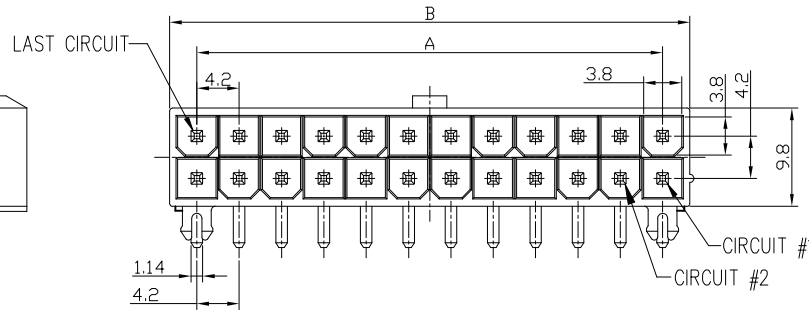 B
LAST CIRCUIT
A
4.2
3.8
3.8
4.2
9.8
CIRCUIT #
1.14
CIRCUIT #2
4.2